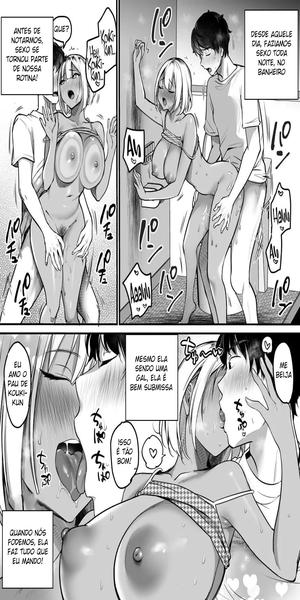 DESDE AQUELE
DIA, FAZEMOS
SEXO TODA
NOITE, NO
BANHEIRO
ANTES DE
NOTARMOS,
SEXO SE
TORNOU PARTE
DE NOSSA
ROTINA!
QUE?
KOUKI-
KUN
ME
BEIJA
MESMO ELA
SENDO UMA
GAL, ELA É
BEM SUBMISSA
EU
AMO O
PAU DE
KOUKI-
KUN
ISSO
É TÃO
BOM!
QUANDO NÓS
FODEMOS, ELA
FAZ TUDO QUE
EU MANDO!